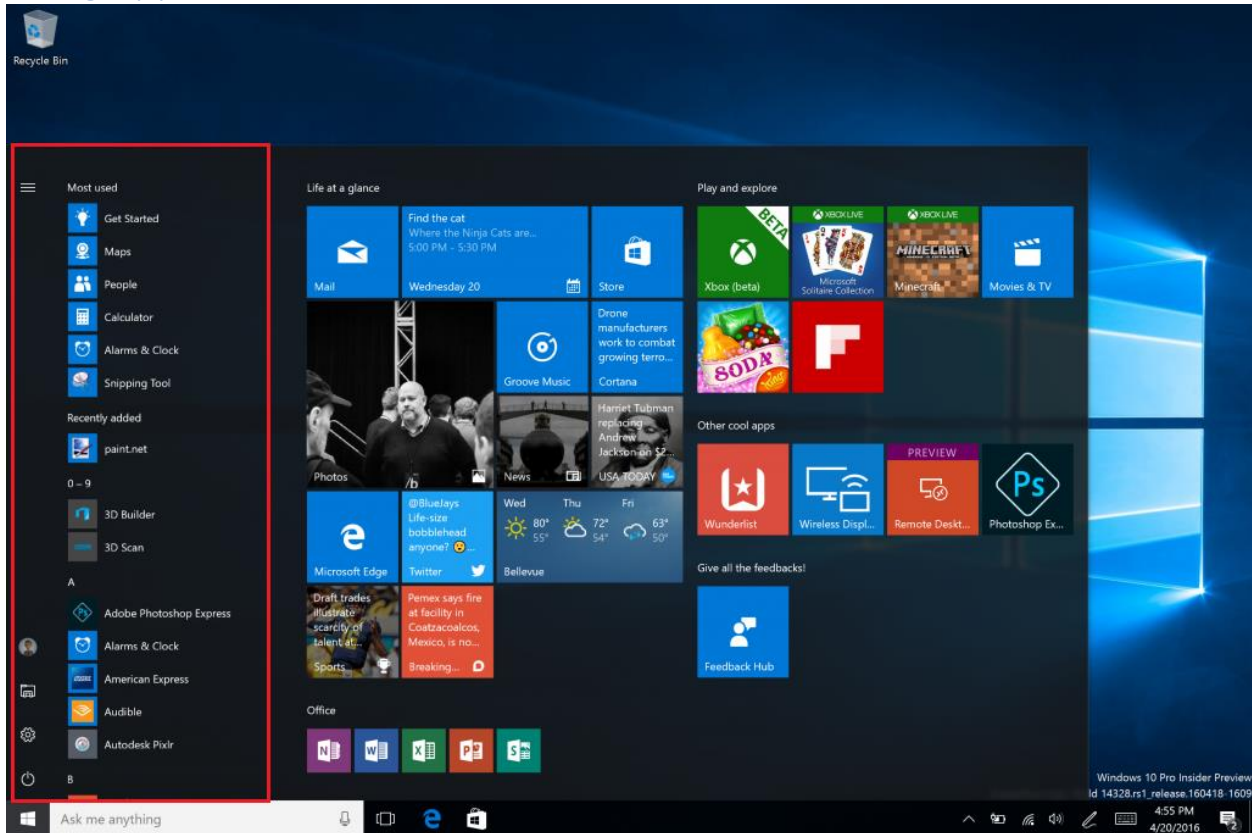 Recycle Bin
Most used
Get Started
Maps
People
Calculator
Alarms & Clock
Snipping Tool
Recently added
paint.net
0 – 9
3D Builder
3D Scan
A
Adobe Photoshop Express
Alarms & Clock
American Express
Audible
Autodesk Pixlr
B
Life at a glance
Mail
Find the cat
Where the Ninja Cats are...
5:00 PM – 5:30 PM
Wednesday 20
Store
Photos
/b
Groove Music
Drone
manufacturers
work to combat
growing terro...
Cortana
News
Harriet Tubman
replacing
Andrew
Jackson on $2...
USA TODAY
Microsoft Edge
@BlueJays
Life-size
bobblehead
anyone? 😮...
Twitter
Wed Thu Fri
80° 72° 63°
55° 54° 50°
Bellevue
Draft trades
illustrate
scarcity of
talent at...
Sports
Pemex says fire
at facility in
Coatzacoalcos,
Mexico, is no...
Breaking...
Office
N
W
X
P
S
Play and explore
BETA
Xbox (beta)
XBOX LIVE
Microsoft
Solitaire Collection
XBOX LIVE
MINECRAFT
Minecraft
Movies & TV
SODA
Other cool apps
Wunderlist
Wireless Displ...
PREVIEW
Remote Deskt...
Ps
Photoshop Ex...
Give all the feedbacks!
Feedback Hub
Windows 10 Pro Insider Preview
ld 14328.rs1_release.160418-1609
Ask me anything
4:55 PM
4/20/2016
2